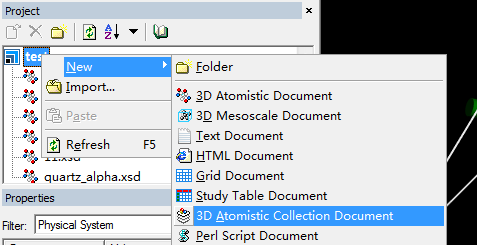 Project
test
New
Import...
Paste
Refresh F5
11.xsd
quartz_alpha.xsd
Folder
3D Atomistic Document
3D Mesoscale Document
Text Document
HTML Document
Grid Document
Study Table Document
3D Atomistic Collection Document
Perl Script Document
Properties
Filter: Physical System